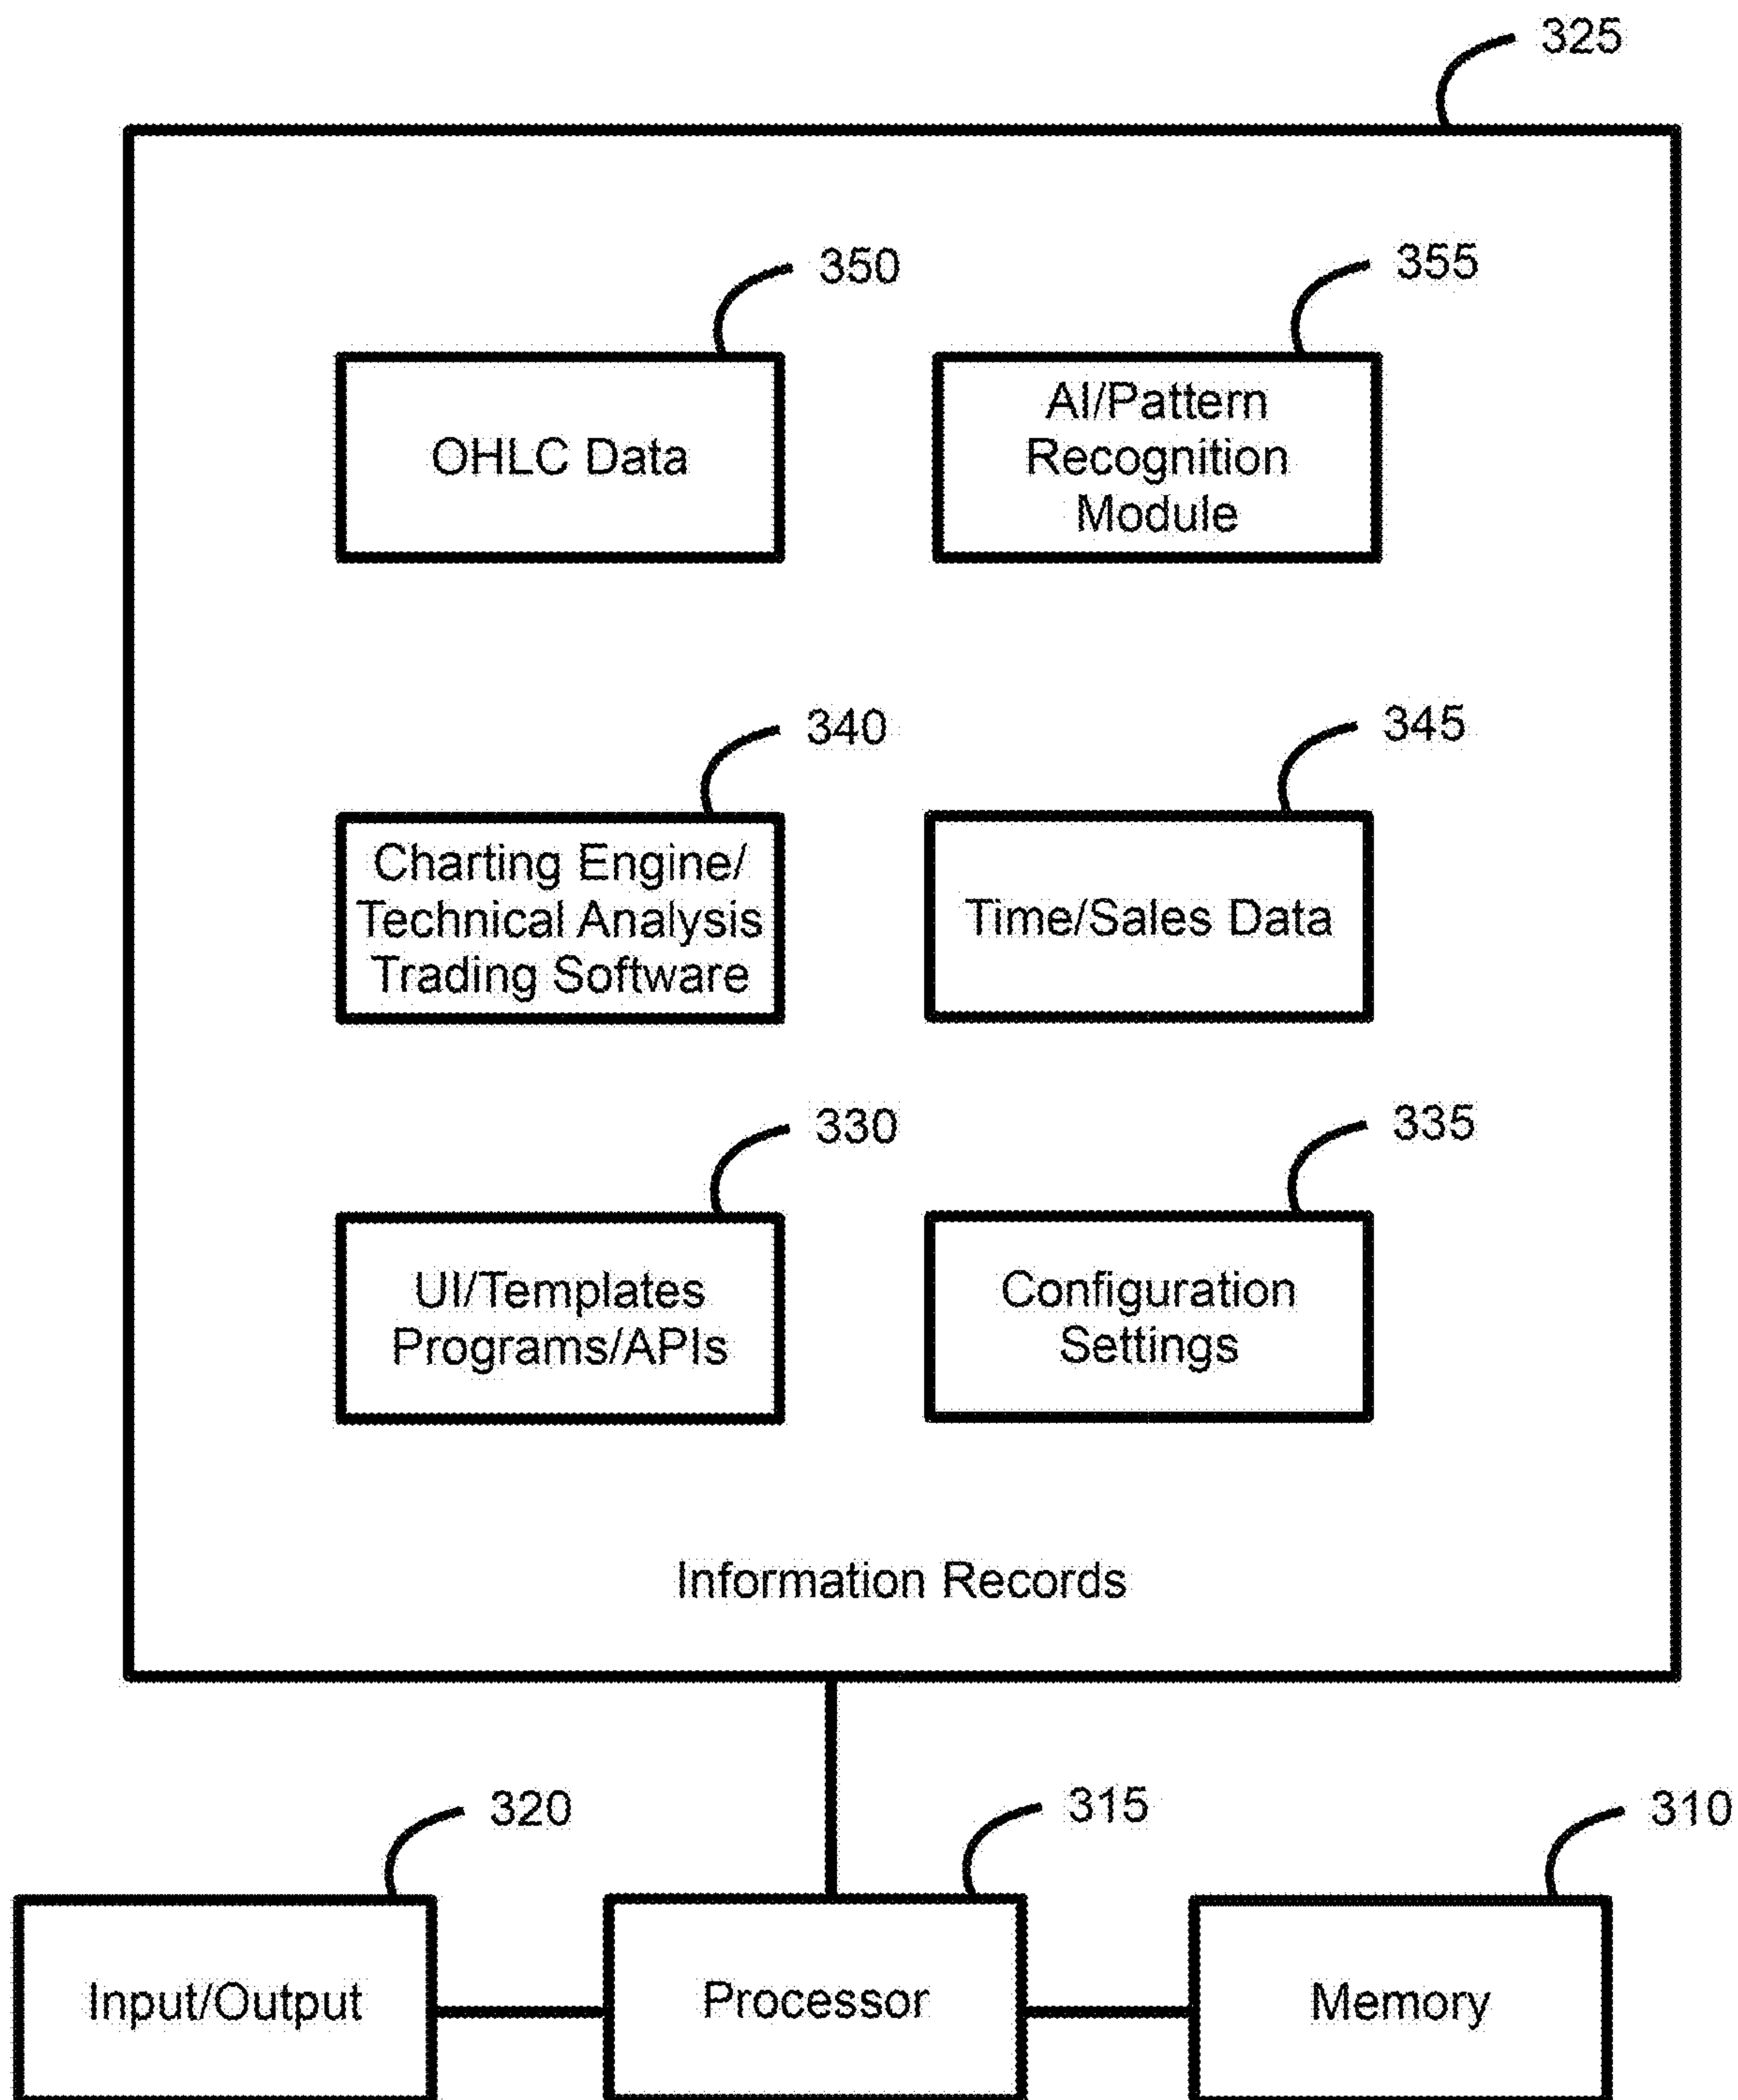 325
350
355
OHLC Data
AI/Pattern
Recognition
Module
340
345
Charting Engine/
Technical Analysis
Trading Software
Time/Sales Data
330
335
UI/Templates
Programs/APIs
Configuration
Settings
Information Records
320
315
310
Input/Output
Processor
Memory